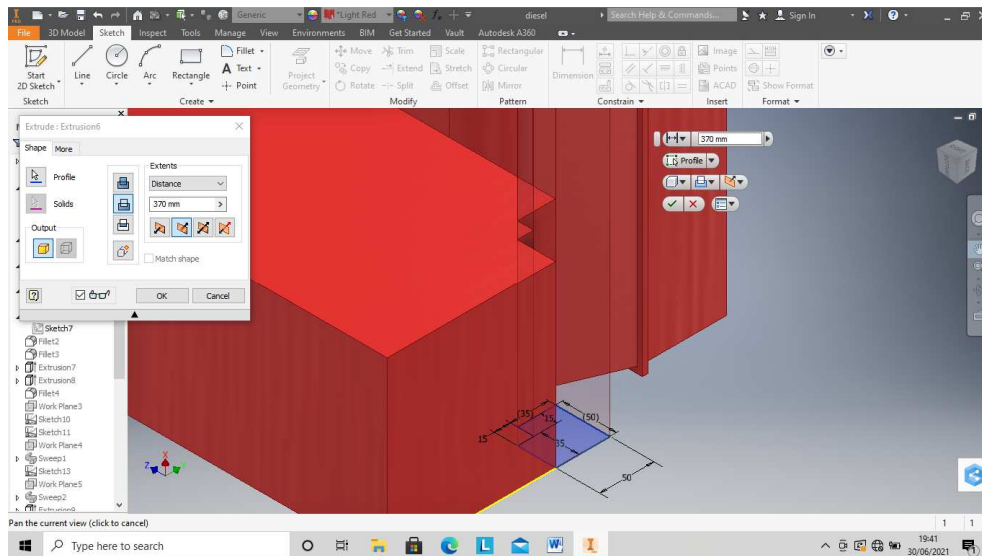 Generic
*Light Red
diesel
Search Help & Commands...
Sign In
File 3D Model Sketch Inspect Tools Manage View Environments BIM Get Started Vault Autodesk A360
Start
2D Sketch
Line
Circle
Arc
Rectangle
Fillet
Text
Point
Project
Geometry
Move Trim Scale
Copy Extend Stretch
Rotate Split Offset
Rectangular
Circular
Mirror
Dimension
Image
Points
ACAD
Show Format
Sketch Create Modify Pattern Constrain Insert Format
Extrude : Extrusion6
Shape More
Profile
Solids
Output
Extents
Distance
370 mm
Match shape
OK Cancel
370 mm
Profile
Sketch7
Fillet2
Fillet3
Extrusion7
Extrusion8
Fillet4
Work Plane3
Sketch10
Sketch11
Work Plane4
Sweep1
Sketch13
Work Plane5
Sweep2
Extrusion9
X
Z
(35)
15
(50)
15
35
50
Pan the current view (click to cancel)
1 1
Type here to search
19:41
30/06/2021